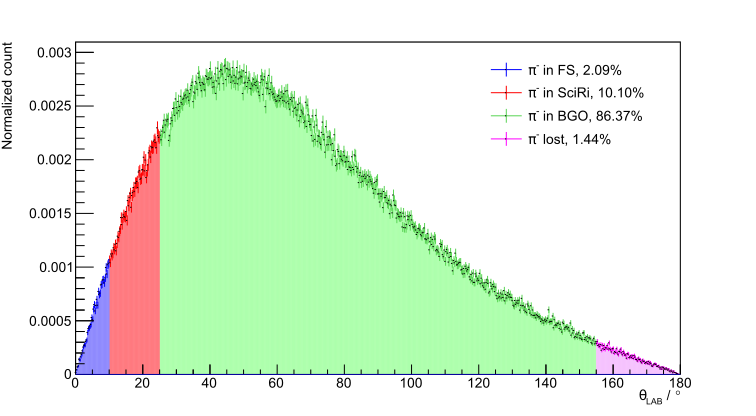 Normalized count
0.003
0.0025
0.002
0.0015
0.001
0.0005
0
π- in FS, 2.09%
π- in SciRi, 10.10%
π- in BGO, 86.37%
π- lost, 1.44%
0 20 40 60 80 100 120 140 160 180
θLAB / °